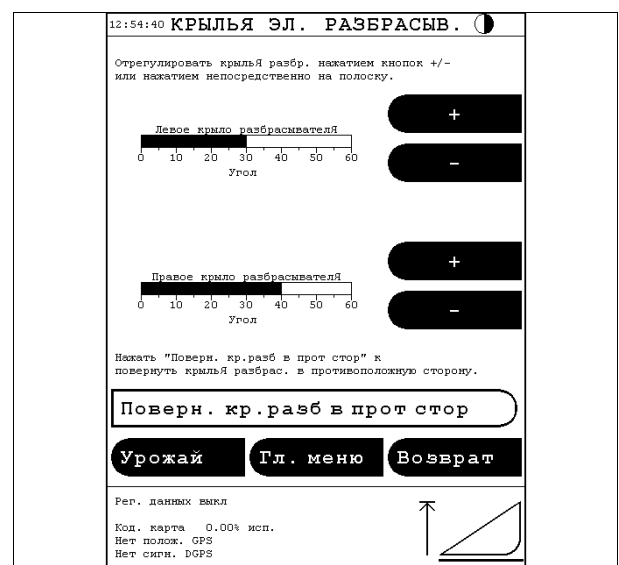 12:54:40 КРЫЛЬЯ ЭЛ. РАЗБРАСЫВ.
Отрегулировать крыльЯ разбр. нажатием кнопок +/-
или нажатием непосредственно на полоску.
+
Левое крыло разбрасывателЯ
-
0 10 20 30 40 50 60
Угол
+
Правое крыло разбрасывателЯ
-
0 10 20 30 40 50 60
Угол
Нажать "Поверн. кр.разб в прот стор" к
повернуть крыльЯ разбрас. в противоположную сторону.
Поверн. кр.разб в прот стор
Урожай Гл. меню Возврат
Рег. данных выкл
Код. карта 0.00% исп.
Нет полож. GPS
Нет сигн. DGPS